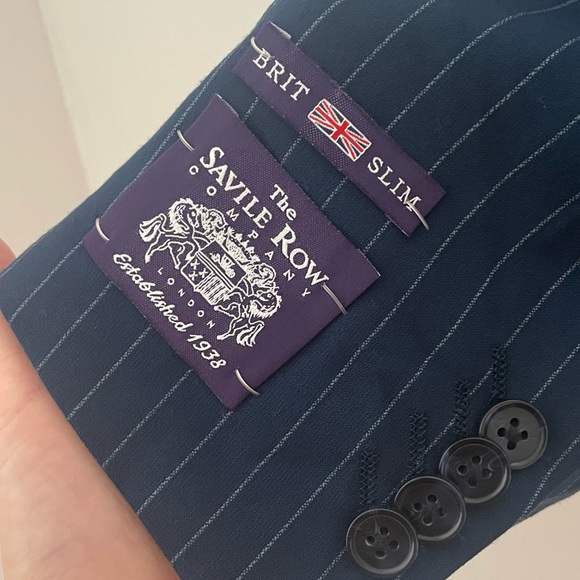 BRIT SLIM
The
SAVILE ROW
COMPANY
LONDON
Established 1938